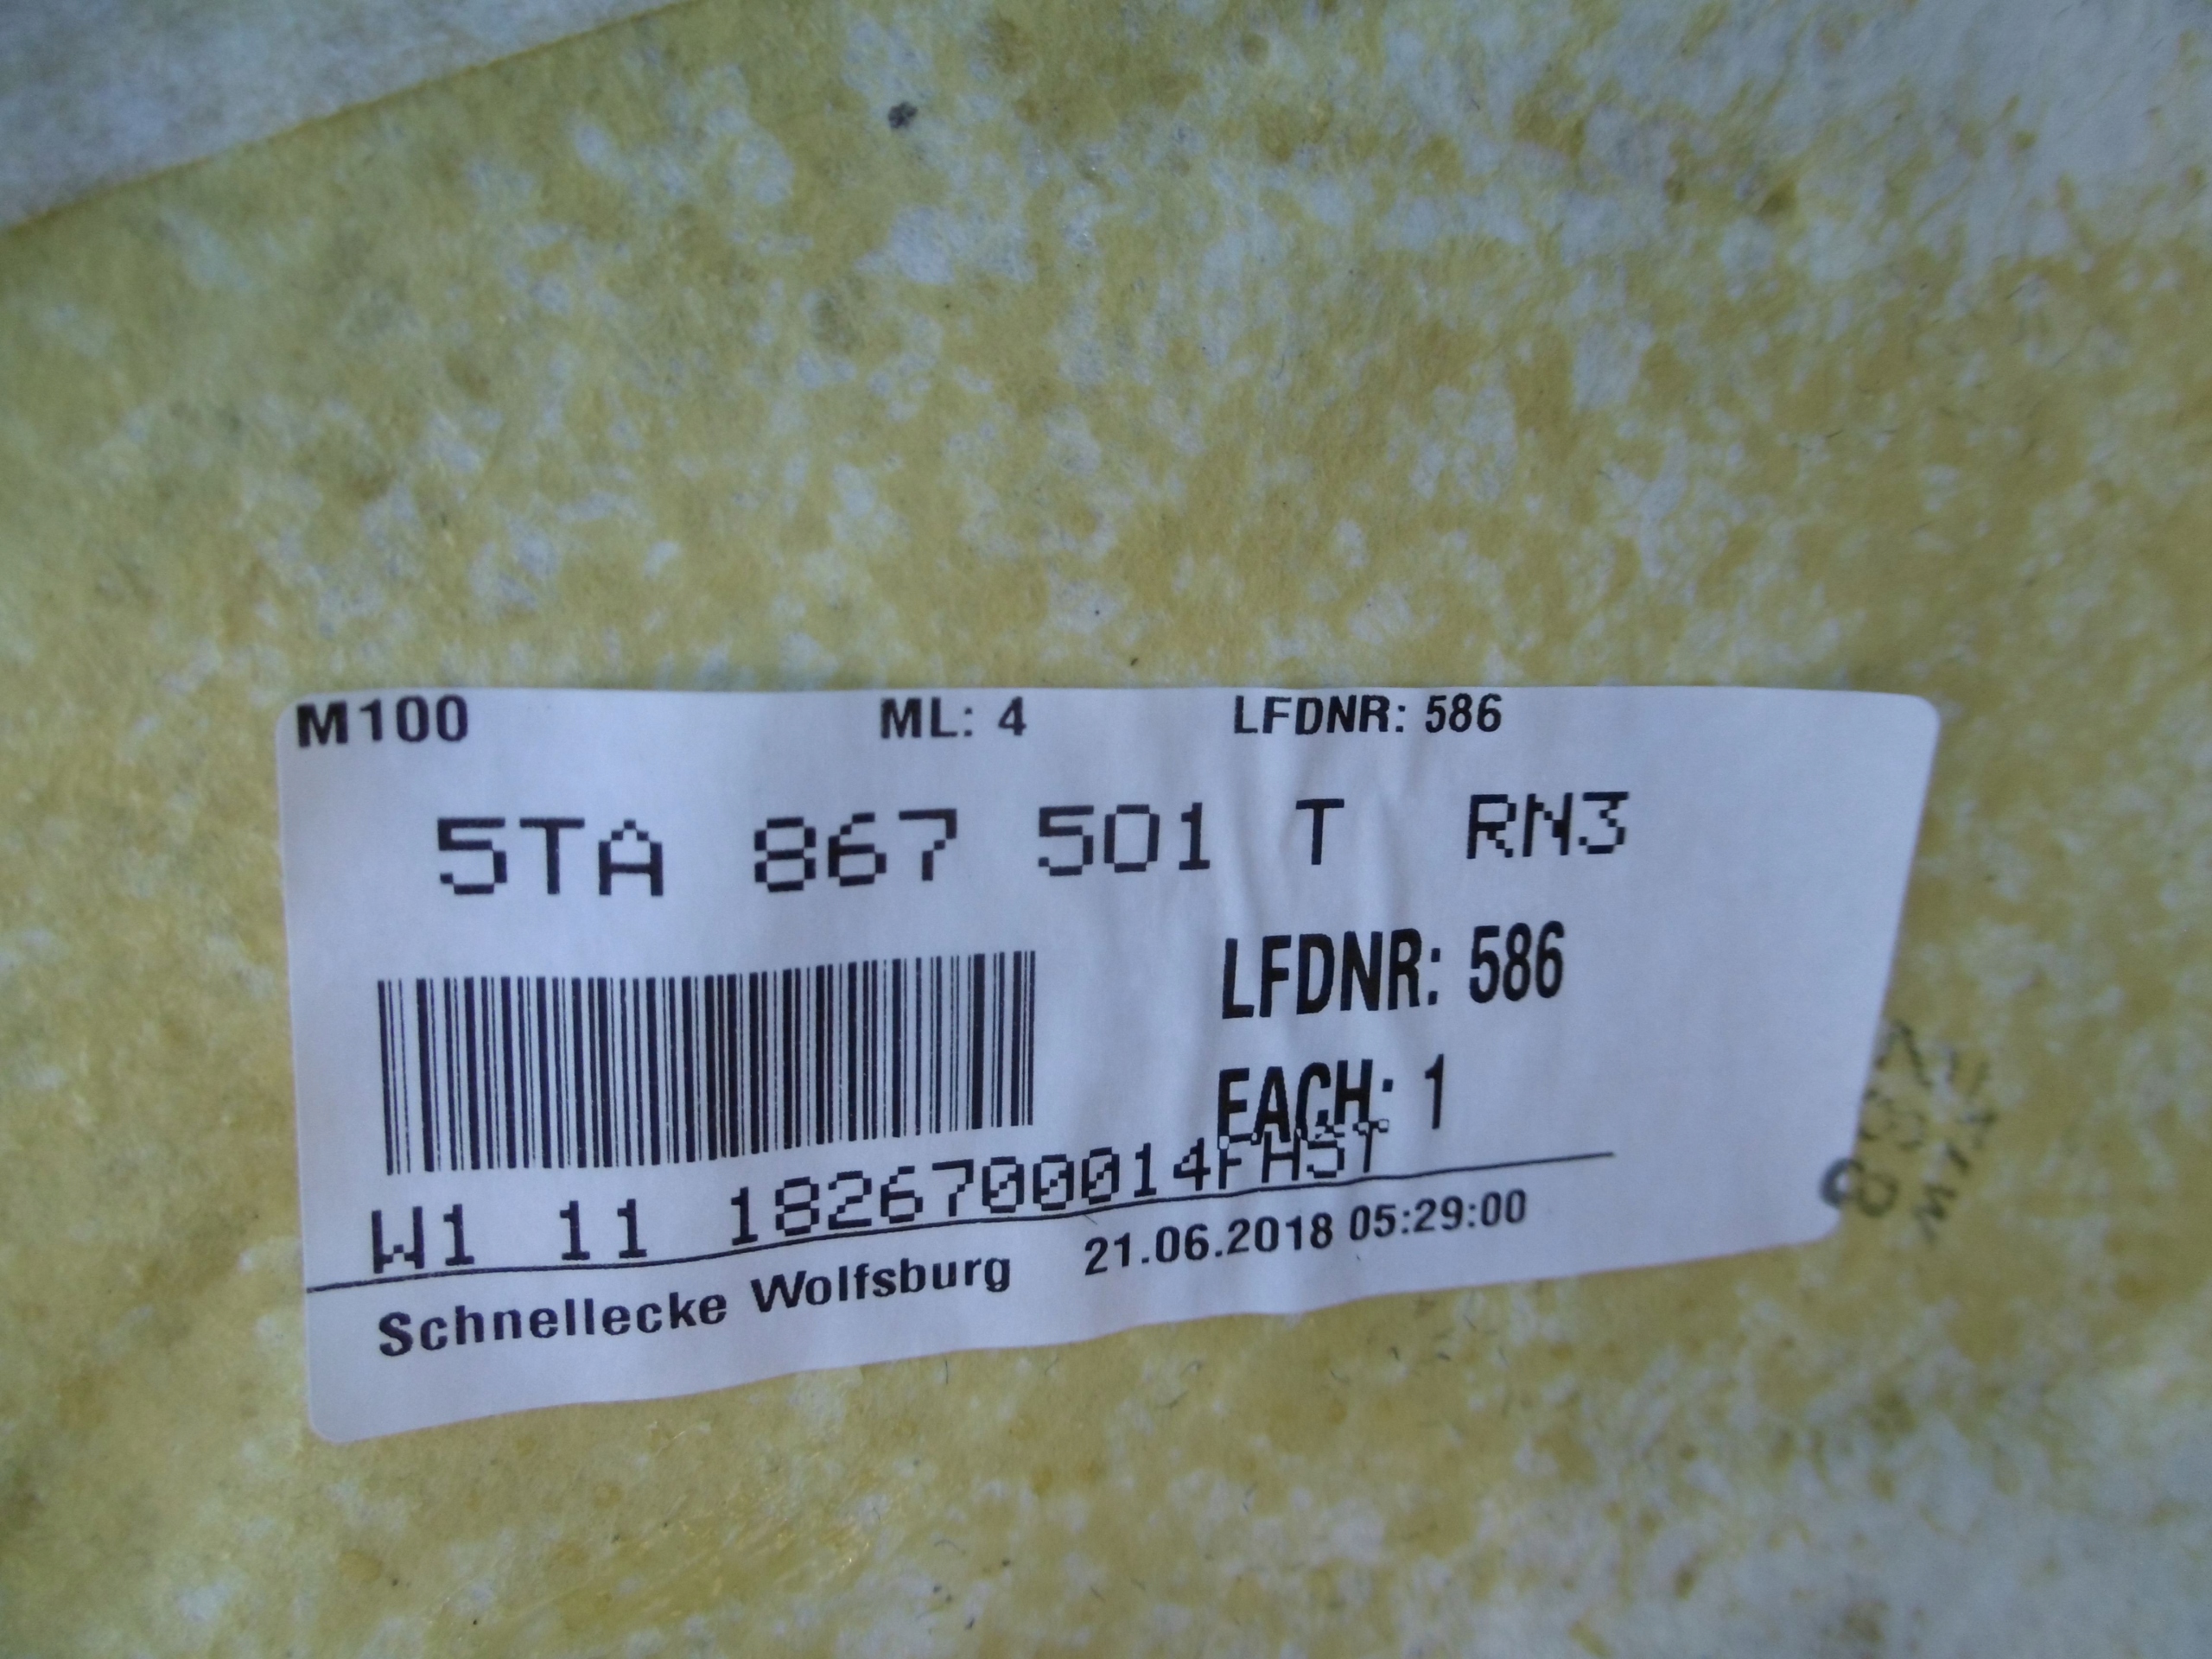 M100 ML: 4 LFDNR: 586
5TA 867 501 T RN3
LFDNR: 586
EACH: 1
W1 11 1826700014FHST
Schnellecke Wolfsburg 21.06.2018 05:29:00